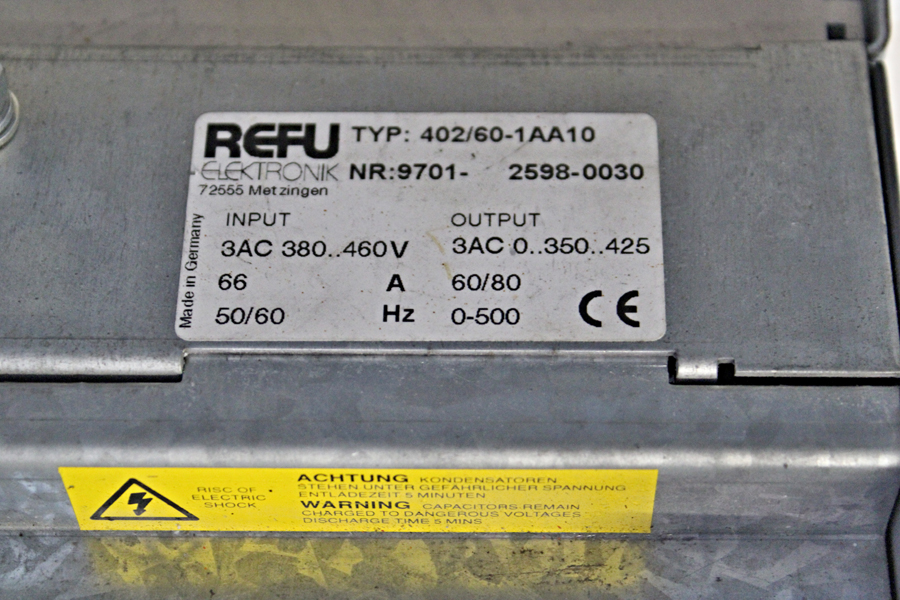 REFU TYP: 402/60-1AA10
ELEKTRONIK NR:9701- 2598-0030
72555 Metzingen
Made in Germany
INPUT OUTPUT
3AC 380..460V 3AC 0..350..425
66 A 60/80
50/60 Hz 0-500
CE
RISC OF
ELECTRIC
SHOCK
ACHTUNG KONDENSATOREN
STEHEN UNTER GEFÄHRLICHER SPANNUNG
ENTLADEZEIT 5 MINUTEN
WARNING CAPACITORS REMAIN
CHARGED TO DANGEROUS VOLTAGES
DISCHARGE TIME 5 MINS